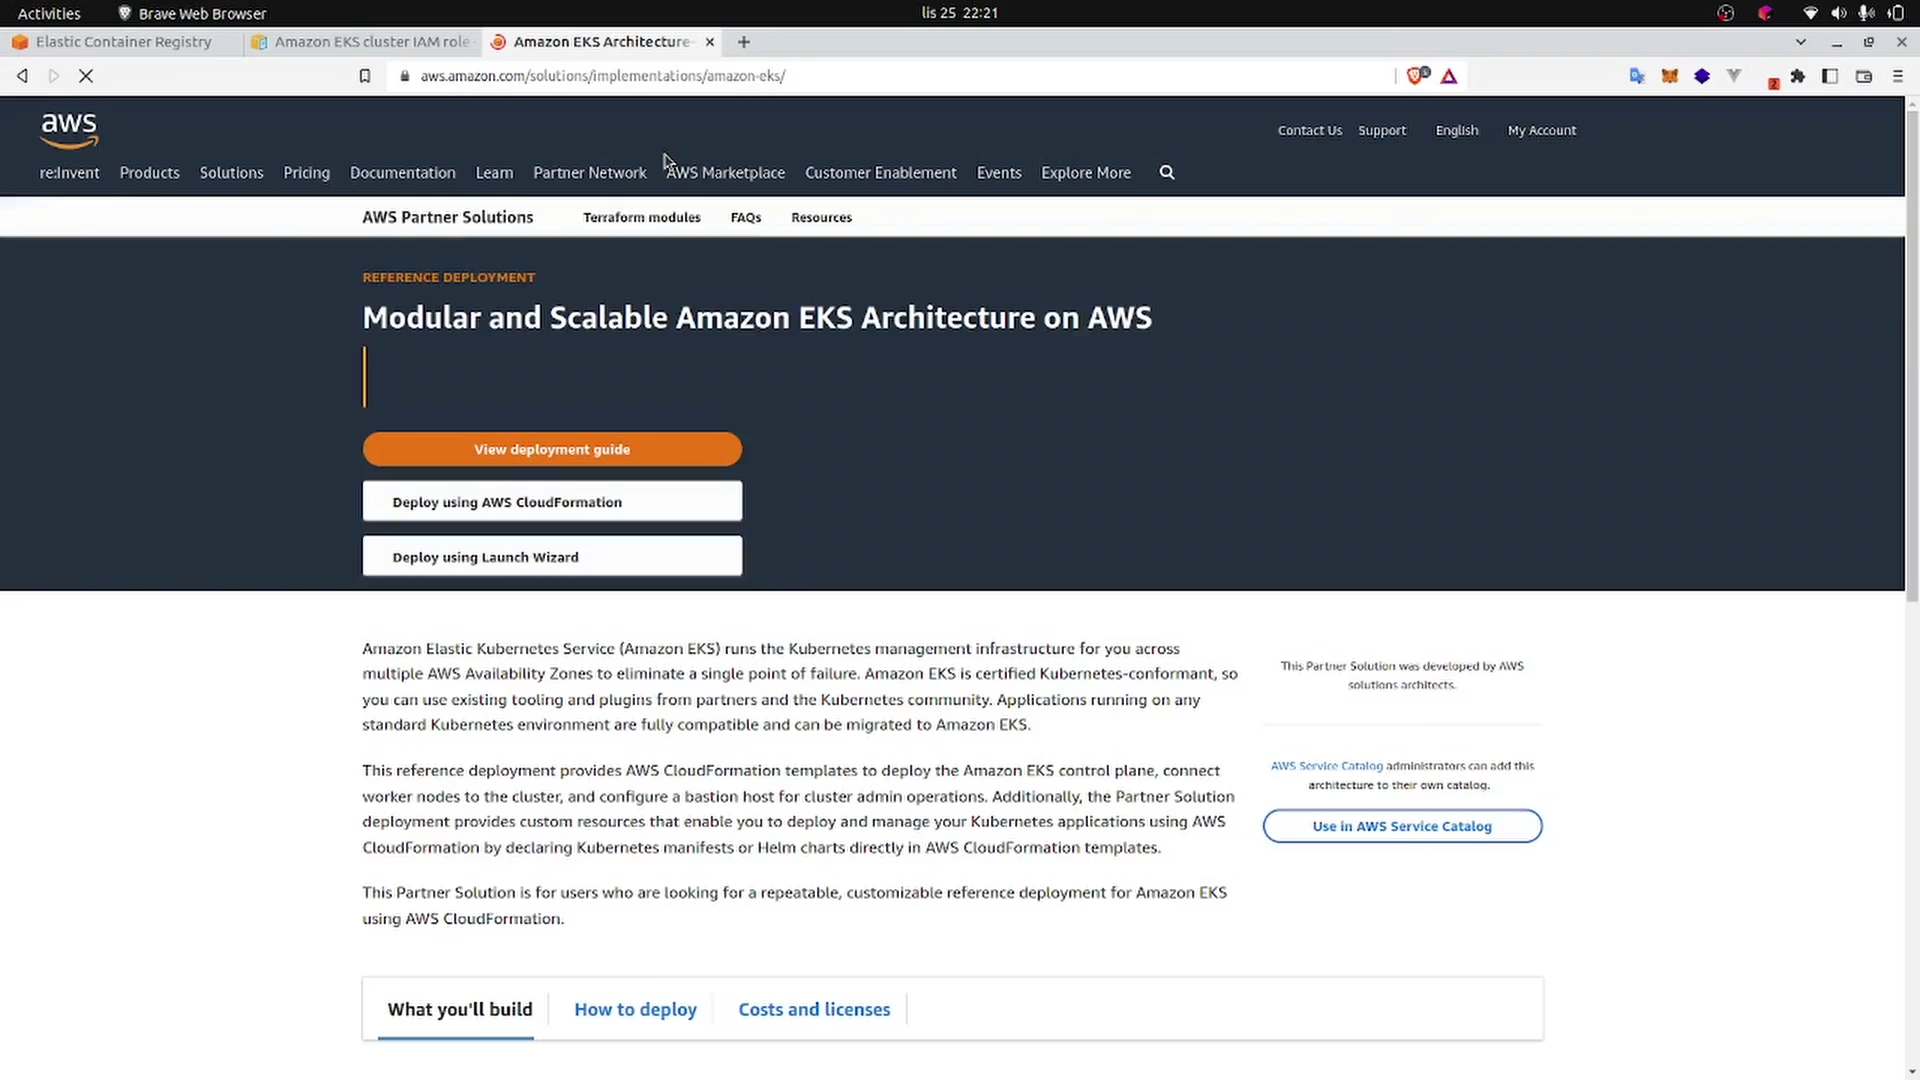 Activities Brave Web Browser lis 25 22:21
Elastic Container Registry Amazon EKS cluster IAM role Amazon EKS Architecture
aws.amazon.com/solutions/implementations/amazon-eks/
aws
Contact Us Support English My Account
re:Invent Products Solutions Pricing Documentation Learn Partner Network AWS Marketplace Customer Enablement Events Explore More
AWS Partner Solutions Terraform modules FAQs Resources
REFERENCE DEPLOYMENT
Modular and Scalable Amazon EKS Architecture on AWS
View deployment guide
Deploy using AWS CloudFormation
Deploy using Launch Wizard
Amazon Elastic Kubernetes Service (Amazon EKS) runs the Kubernetes management infrastructure for you across
multiple AWS Availability Zones to eliminate a single point of failure. Amazon EKS is certified Kubernetes-conformant, so
you can use existing tooling and plugins from partners and the Kubernetes community. Applications running on any
standard Kubernetes environment are fully compatible and can be migrated to Amazon EKS.
This reference deployment provides AWS CloudFormation templates to deploy the Amazon EKS control plane, connect
worker nodes to the cluster, and configure a bastion host for cluster admin operations. Additionally, the Partner Solution
deployment provides custom resources that enable you to deploy and manage your Kubernetes applications using AWS
CloudFormation by declaring Kubernetes manifests or Helm charts directly in AWS CloudFormation templates.
This Partner Solution is for users who are looking for a repeatable, customizable reference deployment for Amazon EKS
using AWS CloudFormation.
This Partner Solution was developed by AWS
solutions architects.
AWS Service Catalog administrators can add this
architecture to their own catalog.
Use in AWS Service Catalog
What you'll build How to deploy Costs and licenses